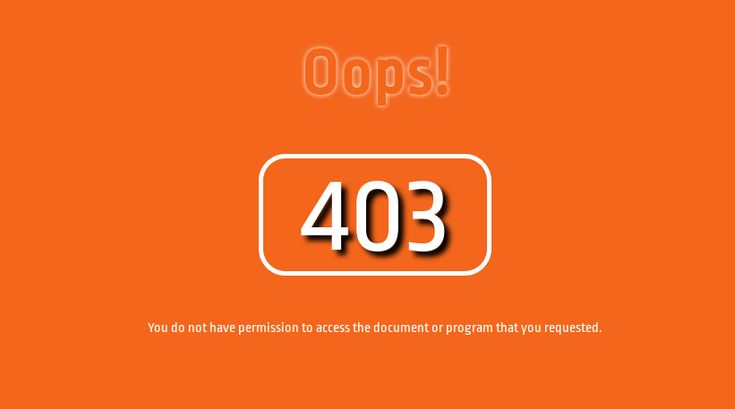 Oops!
403
You do not have permission to access the document or program that you requested.